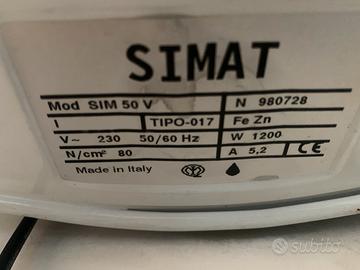 SIMAT
Mod SIM 50 V N 980728
I TIPO-017 Fe Zn
V~ 230 50/60 Hz W 1200
N/cm² 80 A 5,2 CE
Made in Italy
subito